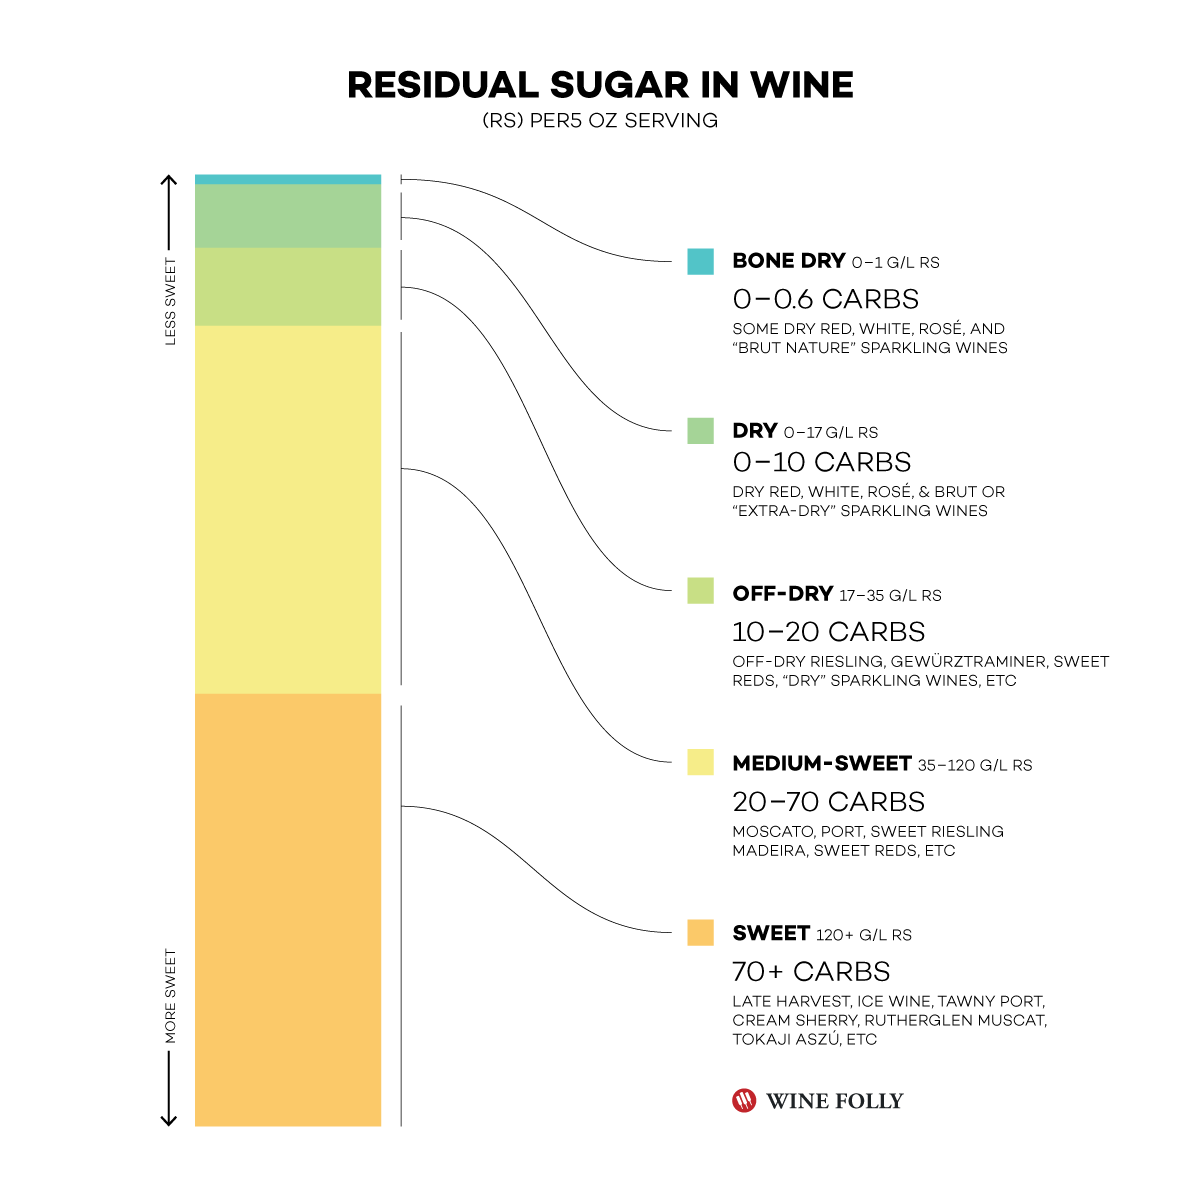 RESIDUAL SUGAR IN WINE
(RS) PER5 OZ SERVING
LESS SWEET
MORE SWEET
BONE DRY 0–1 G/L RS
0–0.6 CARBS
SOME DRY RED, WHITE, ROSÉ, AND
“BRUT NATURE” SPARKLING WINES
DRY 0–17 G/L RS
0–10 CARBS
DRY RED, WHITE, ROSÉ, & BRUT OR
“EXTRA-DRY” SPARKLING WINES
OFF-DRY 17–35 G/L RS
10–20 CARBS
OFF-DRY RIESLING, GEWÜRZTRAMINER, SWEET
REDS, “DRY” SPARKLING WINES, ETC
MEDIUM-SWEET 35–120 G/L RS
20–70 CARBS
MOSCATO, PORT, SWEET RIESLING
MADEIRA, SWEET REDS, ETC
SWEET 120+ G/L RS
70+ CARBS
LATE HARVEST, ICE WINE, TAWNY PORT,
CREAM SHERRY, RUTHERGLEN MUSCAT,
TOKAJI ASZÚ, ETC
WINE FOLLY